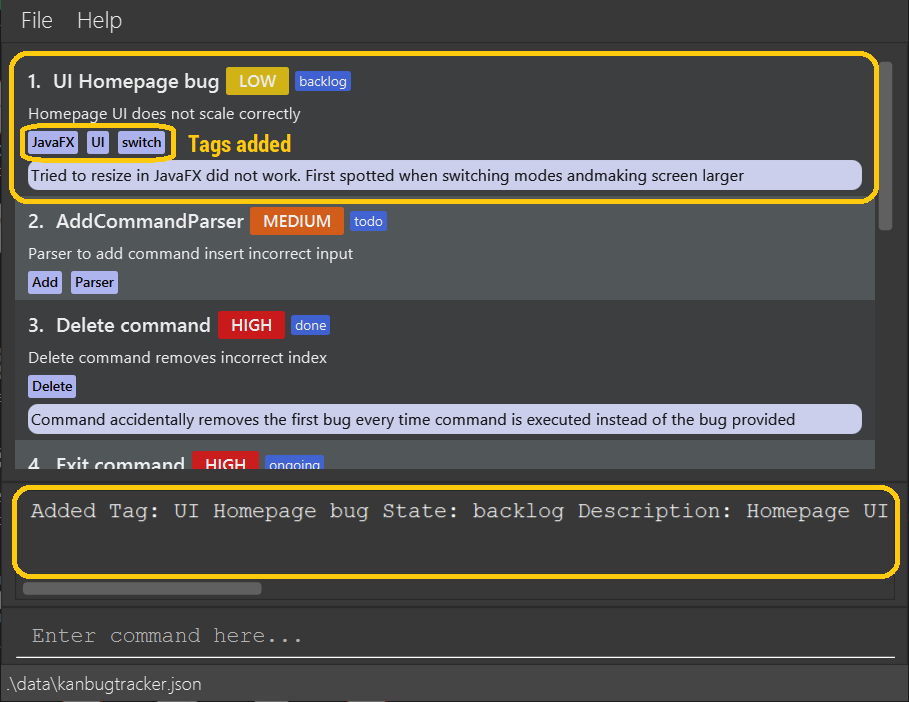 File Help
1. UI Homepage bug LOW backlog
Homepage UI does not scale correctly
JavaFX UI switch Tags added
Tried to resize in JavaFX did not work. First spotted when switching modes andmaking screen larger
2. AddCommandParser MEDIUM todo
Parser to add command insert incorrect input
Add Parser
3. Delete command HIGH done
Delete command removes incorrect index
Delete
Command accidentally removes the first bug every time command is executed instead of the bug provided
4. Exit command HIGH ongoing
Added Tag: UI Homepage bug State: backlog Description: Homepage UI
Enter command here...
.\data\kanbugtracker.json